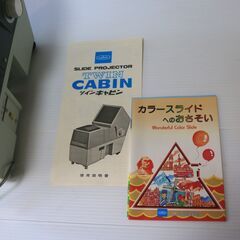 SLIDE PROJECTOR
TWIN
CABIN
ツイン キャビン
使用説明書
カラースライド
へのおさそい
Wonderful Color Slide